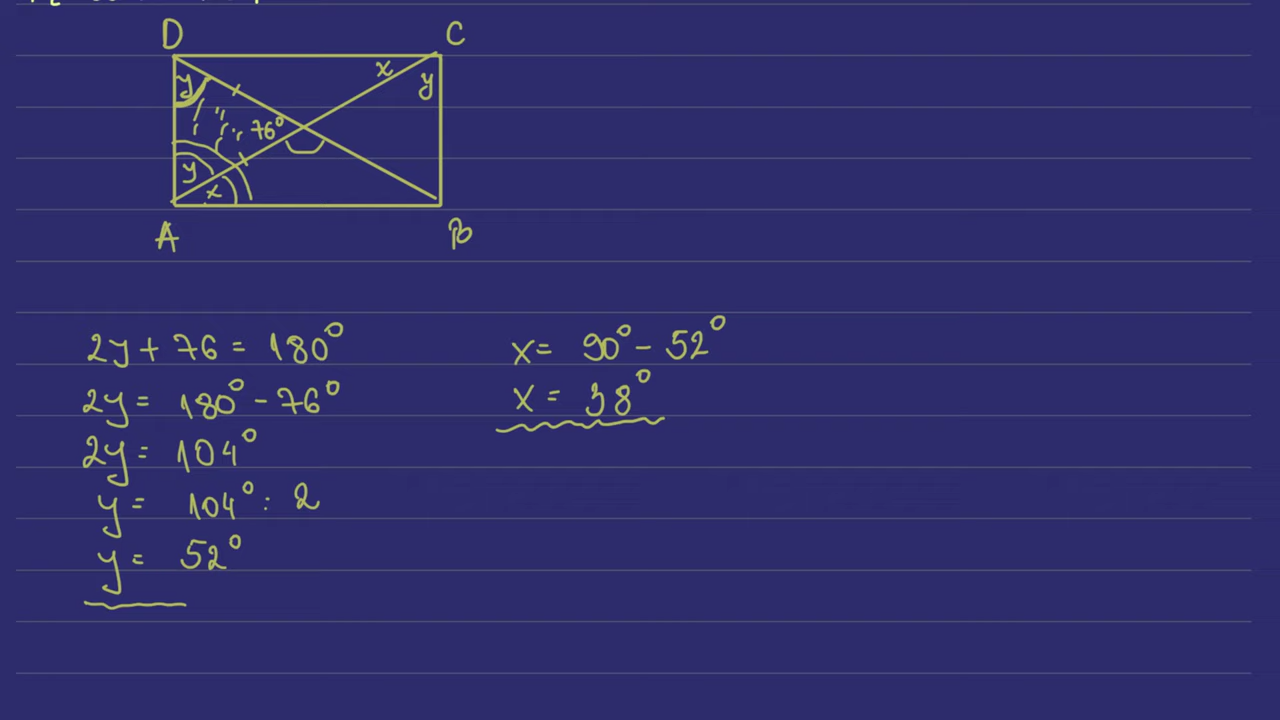 D C
x
y y
76°
y
x
A B
2y + 76 = 180°
2y = 180° - 76°
2y = 104°
y = 104° : 2
y = 52°
x = 90° - 52°
x = 38°